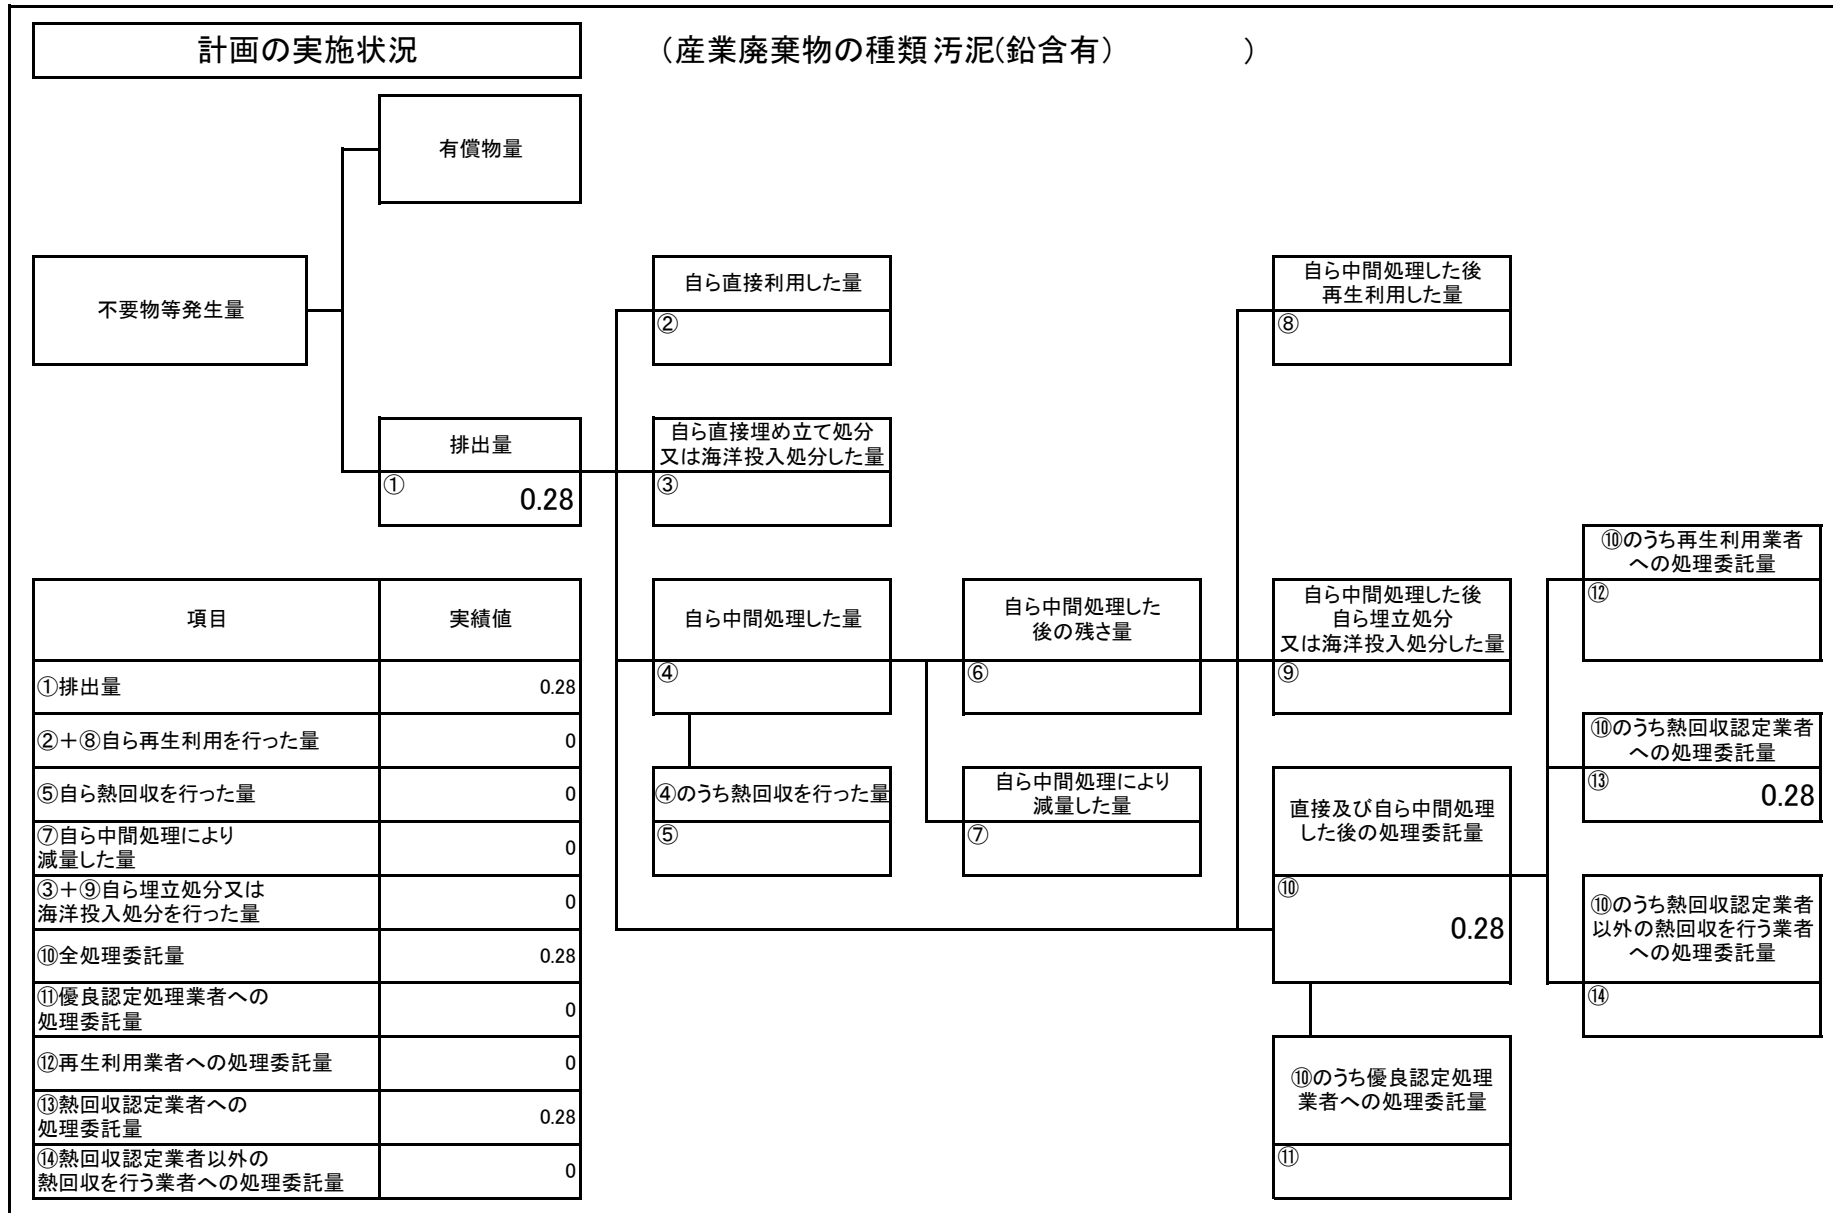 計画の実施状況
（産業廃棄物の種類 汚泥(鉛含有)　　　　）
有償物量
不要物等発生量
排出量
①
0.28
自ら直接利用した量
②
自ら直接埋め立て処分
又は海洋投入処分した量
③
自ら中間処理した量
④
④のうち熱回収を行った量
⑤
自ら中間処理した
後の残さ量
⑥
自ら中間処理により
減量した量
⑦
自ら中間処理した後
再生利用した量
⑧
自ら中間処理した後
自ら埋立処分
又は海洋投入処分した量
⑨
直接及び自ら中間処理
した後の処理委託量
⑩
0.28
⑩のうち優良認定処理
業者への処理委託量
⑪
⑩のうち再生利用業者
への処理委託量
⑫
⑩のうち熱回収認定業者
への処理委託量
⑬
0.28
⑩のうち熱回収認定業者
以外の熱回収を行う業者
への処理委託量
⑭
項目 実績値
①排出量 0.28
②＋⑧自ら再生利用を行った量 0
⑤自ら熱回収を行った量 0
⑦自ら中間処理により
減量した量 0
③＋⑨自ら埋立処分又は
海洋投入処分を行った量 0
⑩全処理委託量 0.28
⑪優良認定処理業者への
処理委託量 0
⑫再生利用業者への処理委託量 0
⑬熱回収認定業者への
処理委託量 0.28
⑭熱回収認定業者以外の
熱回収を行う業者への処理委託量 0